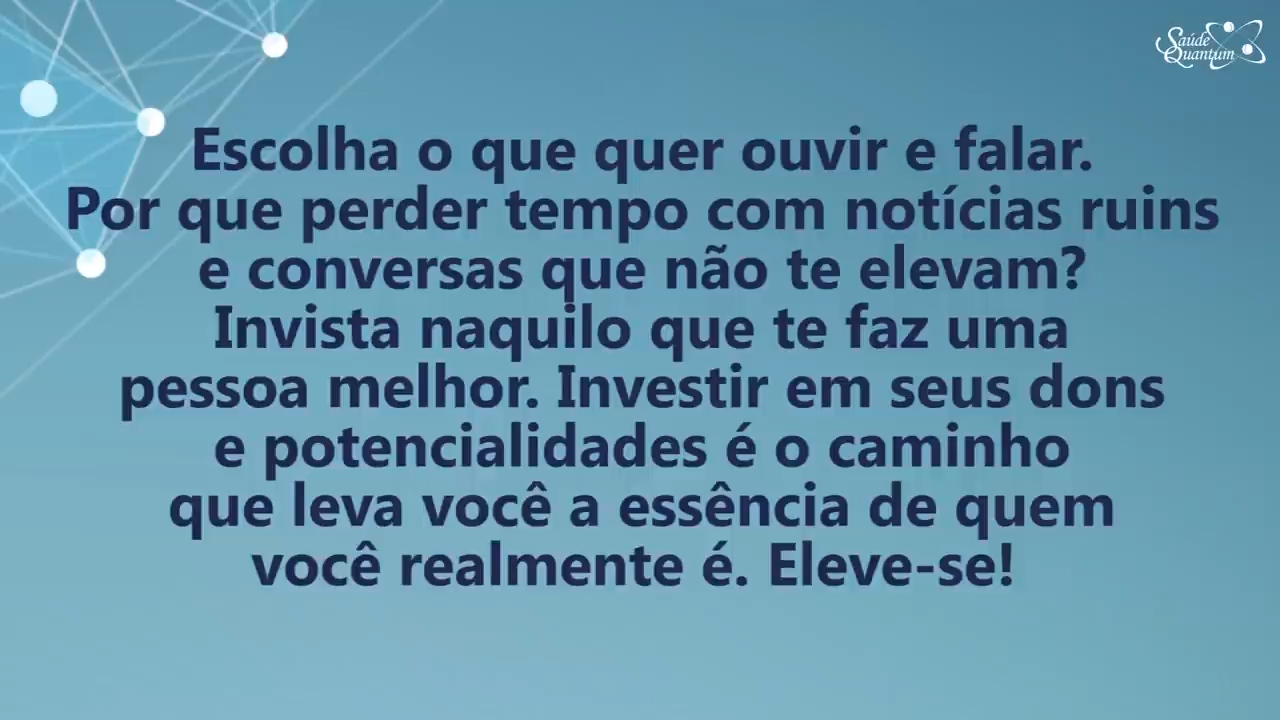 Saúde
Quantum
Escolha o que quer ouvir e falar.
Por que perder tempo com notícias ruins
e conversas que não te elevam?
Invista naquilo que te faz uma
pessoa melhor. Investir em seus dons
e potencialidades é o caminho
que leva você a essência de quem
você realmente é. Eleve-se!